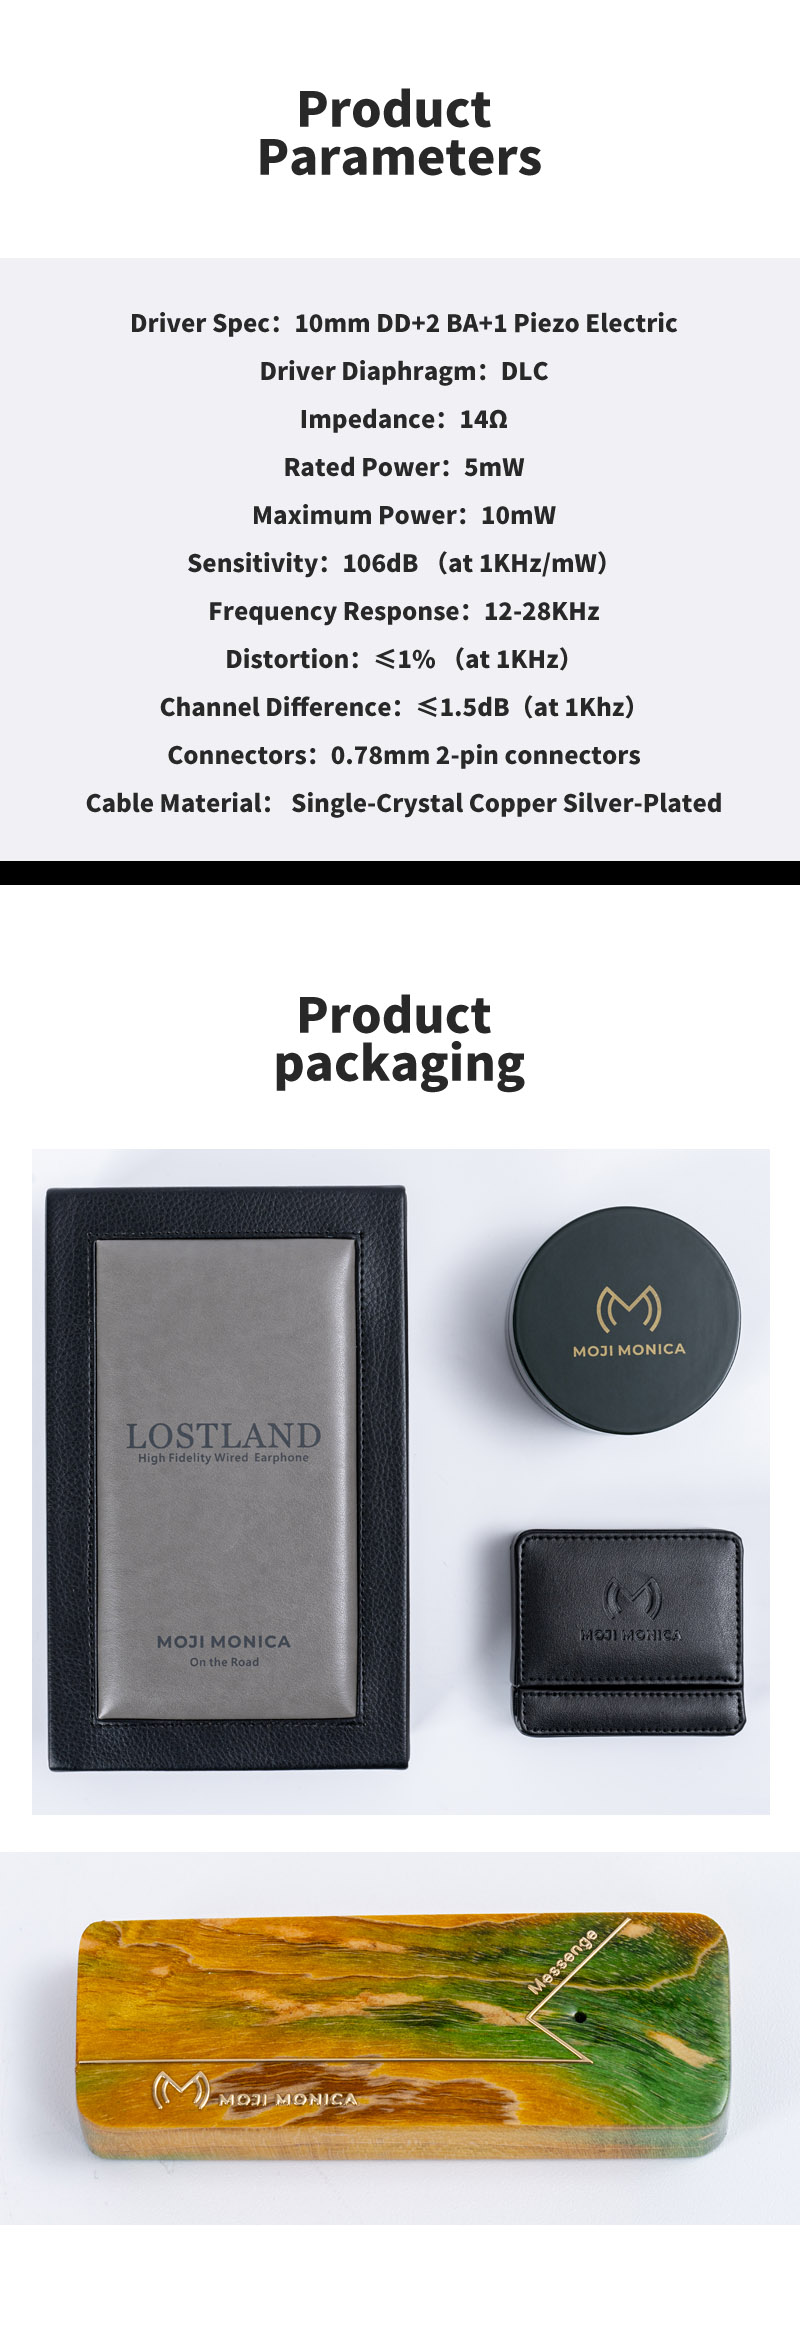 Product
Parameters
Driver Spec：10mm DD+2 BA+1 Piezo Electric
Driver Diaphragm：DLC
Impedance：14Ω
Rated Power：5mW
Maximum Power：10mW
Sensitivity：106dB （at 1KHz/mW）
Frequency Response：12-28KHz
Distortion：≤1% （at 1KHz）
Channel Difference：≤1.5dB（at 1Khz）
Connectors：0.78mm 2-pin connectors
Cable Material： Single-Crystal Copper Silver-Plated
Product
packaging
LOSTLAND
High Fidelity Wired Earphone
MOJI MONICA
On the Road
MOJI MONICA
MOJI MONICA
Messenge
MOJI MONICA